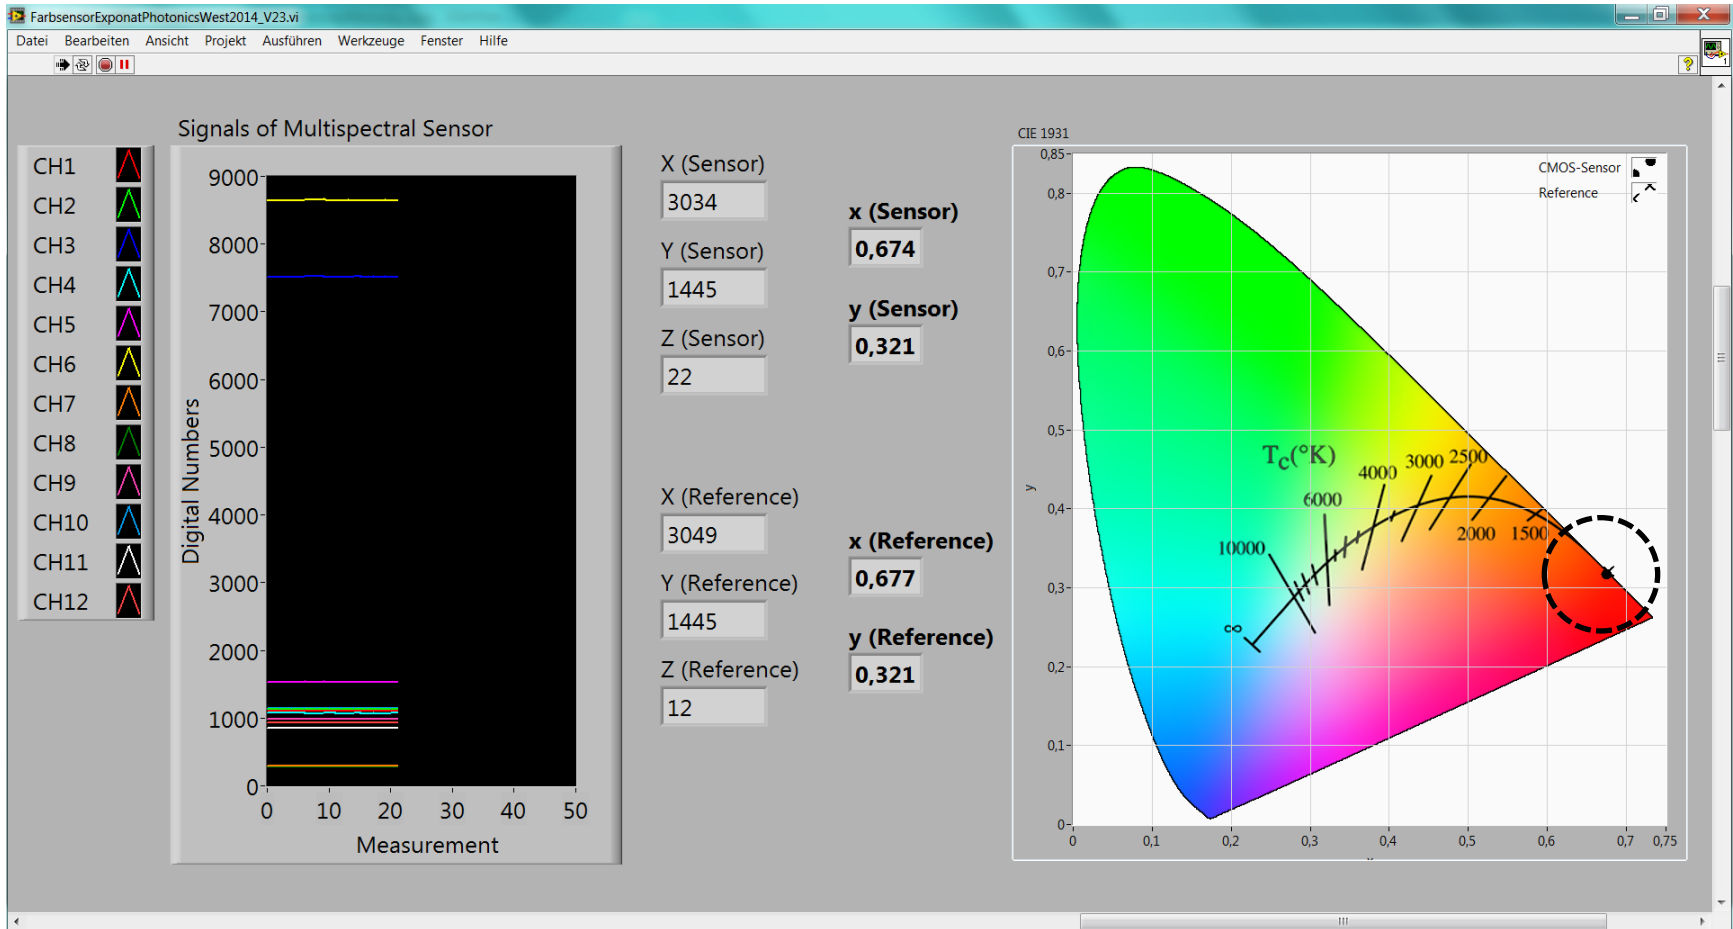 FarbsensorExponatPhotonicsWest2014_V23.vi
Datei Bearbeiten Ansicht Projekt Ausführen Werkzeuge Fenster Hilfe
?
1
Signals of Multispectral Sensor
CH1
CH2
CH3
CH4
CH5
CH6
CH7
CH8
CH9
CH10
CH11
CH12
Digital Numbers
9000
8000
7000
6000
5000
4000
3000
2000
1000
0
0 10 20 30 40 50
Measurement
X (Sensor)
3034
Y (Sensor)
1445
Z (Sensor)
22
x (Sensor)
0,674
y (Sensor)
0,321
X (Reference)
3049
Y (Reference)
1445
Z (Reference)
12
x (Reference)
0,677
y (Reference)
0,321
CIE 1931
CMOS-Sensor
Reference
y
0,85
0,8
0,7
0,6
0,5
0,4
0,3
0,2
0,1
0
0 0,1 0,2 0,3 0,4 0,5 0,6 0,7 0,75
x
Tc(°K)
∞
10000
6000
4000
3000
2500
2000
1500